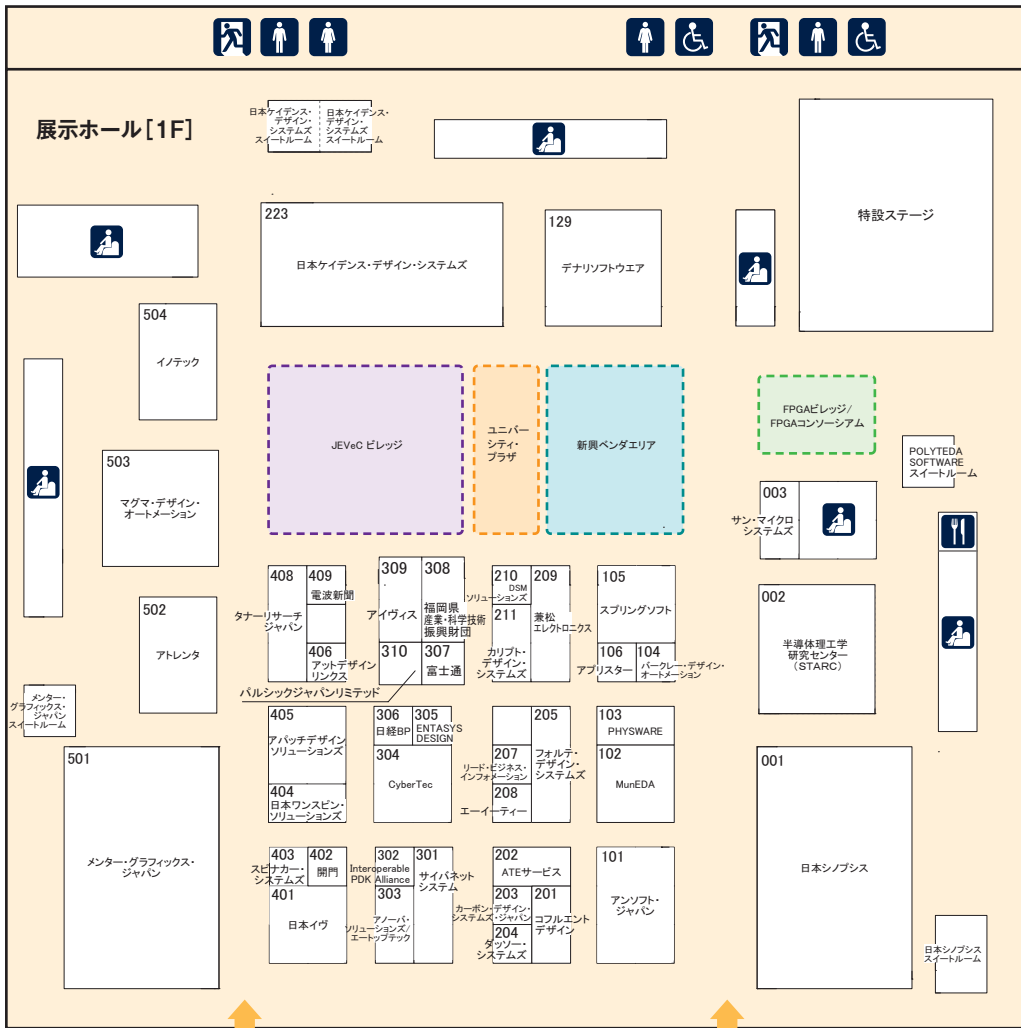 展示ホール[1F]
日本ケイデンス・
デザイン・
システムズ
スイートルーム
日本ケイデンス・
デザイン・
システムズ
スイートルーム
特設ステージ
223
日本ケイデンス・デザイン・システムズ
129
デナリソフトウエア
504
イノテック
JEVeC ビレッジ
ユニバー
シティ・
プラザ
新興ベンダエリア
FPGAビレッジ/
FPGAコンソーシアム
POLYTEDA
SOFTWARE
スイートルーム
503
マグマ・デザイン・
オートメーション
003
サン・マイクロ
システムズ
408
タナーリサーチ
ジャパン
409
電波新聞
406
アットデザイン
リンクス
309
アイヴィス
308
福岡県
産業・科学技術
振興財団
310
パルシックジャパンリミテッド
307
富士通
210
DSM
ソリューションズ
211
カリプト・
デザイン・
システムズ
209
兼松
エレクトロニクス
105
スプリングソフト
106
アプリスター
104
バークレー・デザイン・
オートメーション
002
半導体理工学
研究センター
(STARC)
502
アトレンタ
メンター・
グラフィックス・
ジャパン
スイートルーム
501
メンター・グラフィックス・
ジャパン
405
アパッチデザイン
ソリューションズ
404
日本ワンスピン・
ソリューションズ
306
日経BP
305
ENTASYS
DESIGN
304
CyberTec
207
リード・ビジネス・
インフォメーション
208
エーイーティー
205
フォルテ・
デザイン・
システムズ
103
PHYSWARE
102
MunEDA
001
日本シノプシス
403
スピナカー・
システムズ
402
開門
401
日本イヴ
302
Interoperable
PDK Alliance
303
アノーバ・
ソリューションズ/
エートップテック
301
サイバネット
システム
202
ATEサービス
203
カーボン・デザイン・
システムズ・ジャパン
204
ダッソー・
システムズ
201
コフルエント
デザイン
101
アンソフト・
ジャパン
日本シノプシス
スイートルーム